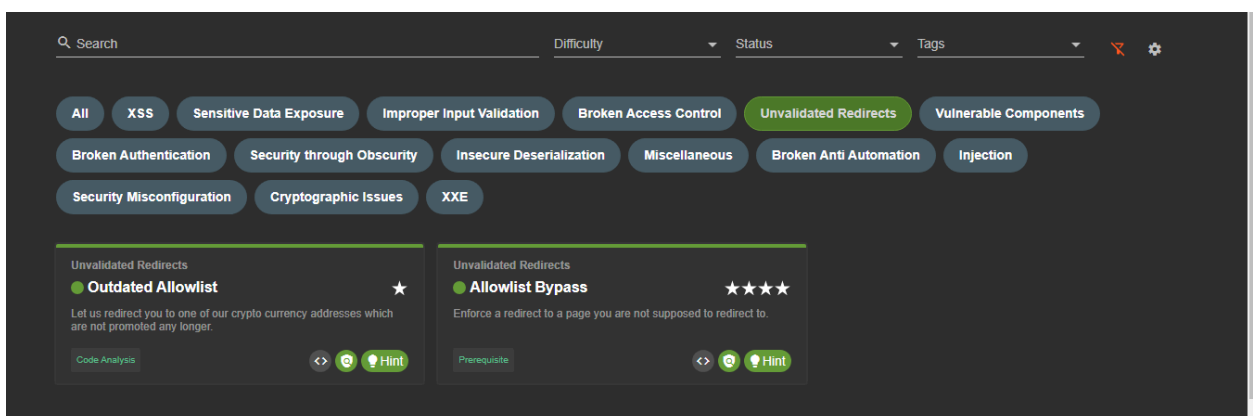 Search Difficulty Status Tags
All XSS Sensitive Data Exposure Improper Input Validation Broken Access Control Unvalidated Redirects Vulnerable Components
Broken Authentication Security through Obscurity Insecure Deserialization Miscellaneous Broken Anti Automation Injection
Security Misconfiguration Cryptographic Issues XXE
Unvalidated Redirects
Outdated Allowlist
Let us redirect you to one of our crypto currency addresses which
are not promoted any longer.
Code Analysis <> Hint
Unvalidated Redirects
Allowlist Bypass
Enforce a redirect to a page you are not supposed to redirect to.
Prerequisite <> Hint